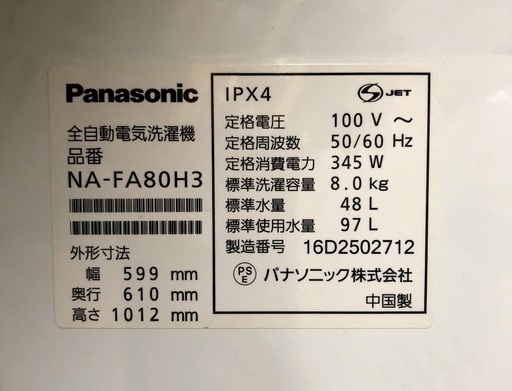 Panasonic
全自動電気洗濯機
品番
NA-FA80H3
外形寸法
幅 599 mm
奥行 610 mm
高さ 1012 mm
IPX4
S JET
定格電圧 100 V ～
定格周波数 50/60 Hz
定格消費電力 345 W
標準洗濯容量 8.0 kg
標準水量 48 L
標準使用水量 97 L
製造番号 16D2502712
PSE パナソニック株式会社
中国製